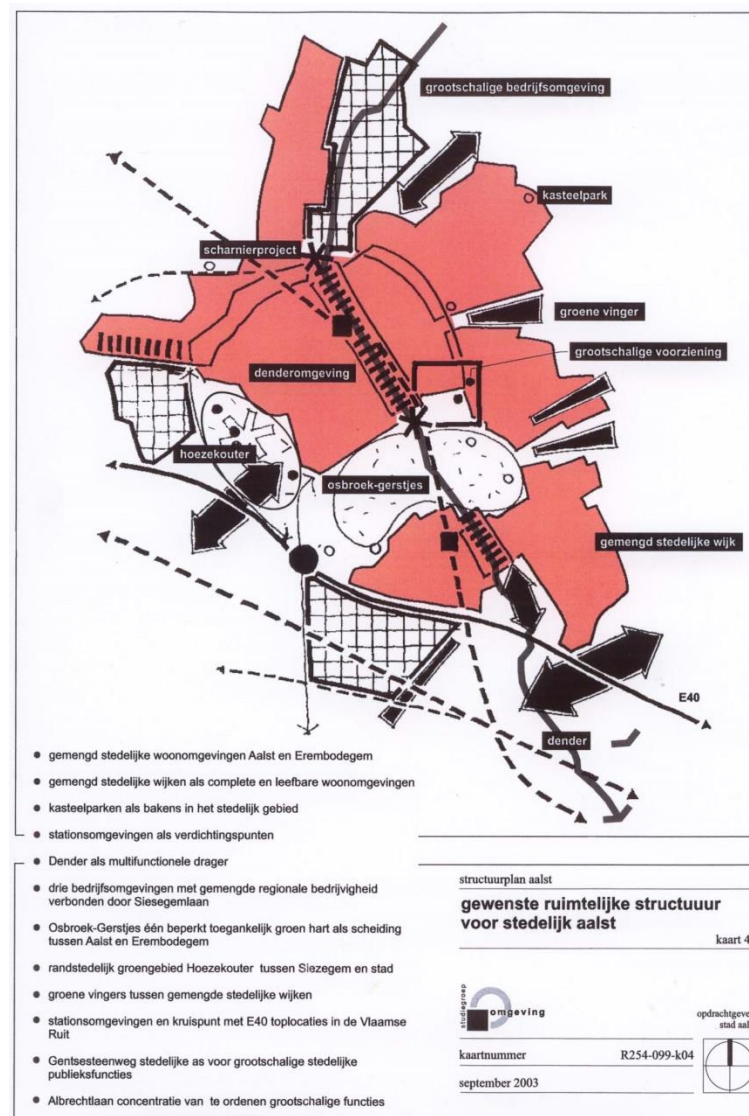 grootschalige bedrijfsomgeving
kasteelpark
scharnierproject
groene vinger
grootschalige voorziening
denderomgeving
hoezekouter
osbroek-gerstjes
gemengd stedelijke wijk
E40
dender
• gemengd stedelijke woonomgevingen Aalst en Erembodegem
• gemengd stedelijke wijken als complete en leefbare woonomgevingen
• kasteelparken als bakens in het stedelijk gebied
• stationsomgevingen als verdichtingspunten
• Dender als multifunctionele drager
• drie bedrijfsomgevingen met gemengde regionale bedrijvigheid
verbonden door Siesegemlaan
• Osbroek-Gerstjes één beperkt toegankelijk groen hart als scheiding
tussen Aalst en Erembodegem
• randstedelijk groengebied Hoezekouter tussen Siezegem en stad
• groene vingers tussen gemengde stedelijke wijken
• stationsomgevingen en kruispunt met E40 toplocaties in de Vlaamse
Ruit
• Gentsesteenweg stedelijke as voor grootschalige stedelijke
publieksfuncties
• Albrechtlaan concentratie van te ordenen grootschalige functies
structuurplan aalst
gewenste ruimtelijke structuuur
voor stedelijk aalst
kaart 4
studiegroep
omgeving
opdrachtgeve
stad aal
kaartnummer R254-099-k04
september 2003